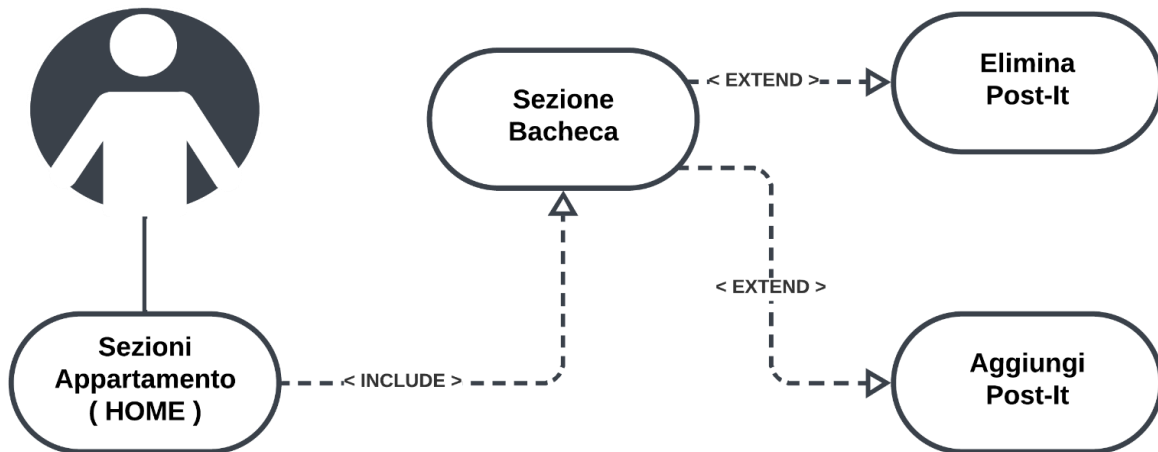 Sezione
Bacheca
< EXTEND >
Elimina
Post-It
< EXTEND >
Sezioni
Appartamento
( HOME )
< INCLUDE >
Aggiungi
Post-It